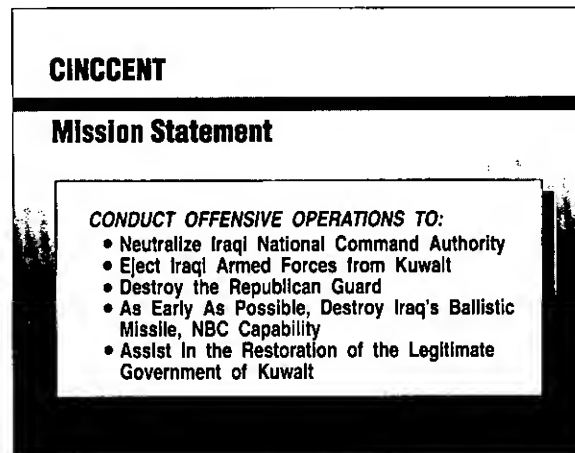 CINCCENT
Mission Statement
CONDUCT OFFENSIVE OPERATIONS TO:
• Neutralize Iraqi National Command Authority
• Eject Iraqi Armed Forces from Kuwait
• Destroy the Republican Guard
• As Early As Possible, Destroy Iraq's Ballistic
Missile, NBC Capability
• Assist in the Restoration of the Legitimate
Government of Kuwait